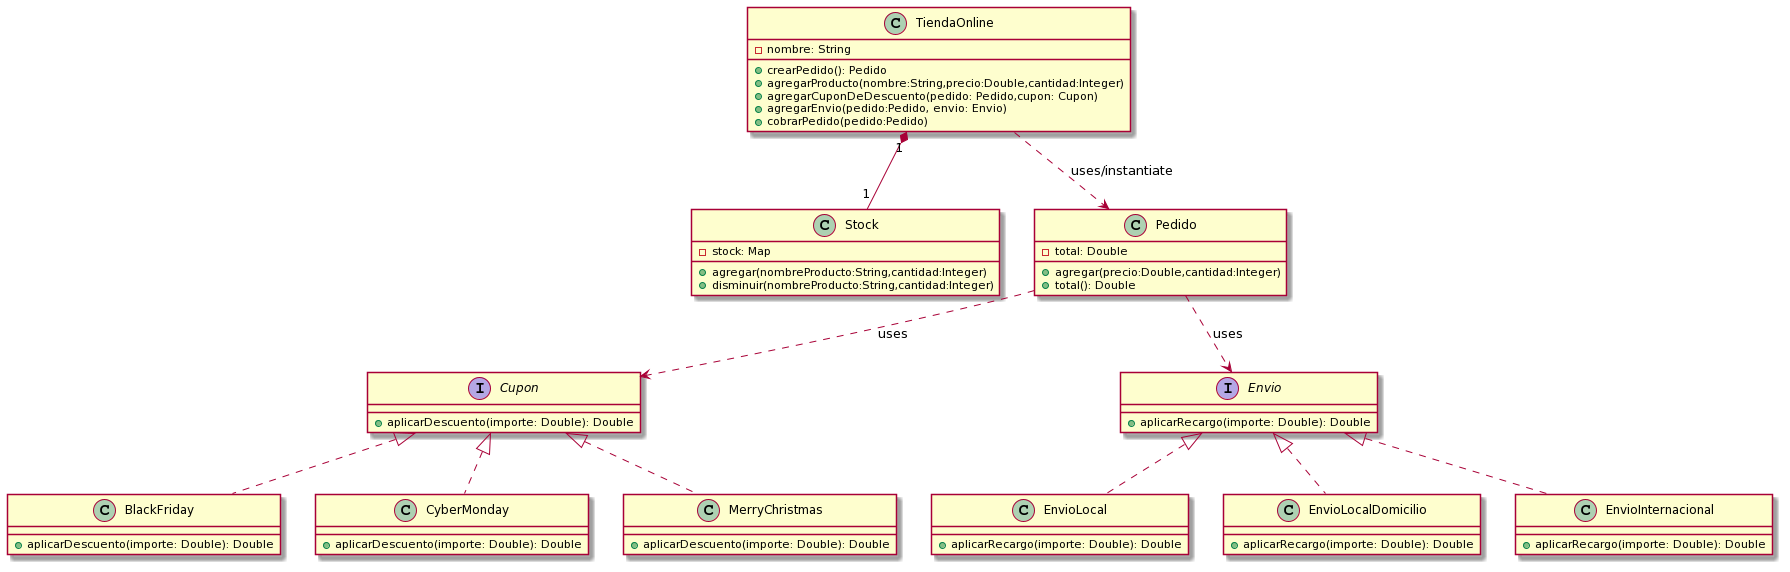 C TiendaOnline
nombre: String
crearPedido(): Pedido
agregarProducto(nombre:String,precio:Double,cantidad:Integer)
agregarCuponDeDescuento(pedido: Pedido,cupon: Cupon)
agregarEnvio(pedido:Pedido, envio: Envio)
cobrarPedido(pedido:Pedido)
1
uses/instantiate
1
C Stock
stock: Map
agregar(nombreProducto:String,cantidad:Integer)
disminuir(nombreProducto:String,cantidad:Integer)
C Pedido
total: Double
agregar(precio:Double,cantidad:Integer)
total(): Double
uses
uses
I Cupon
aplicarDescuento(importe: Double): Double
I Envio
aplicarRecargo(importe: Double): Double
C BlackFriday
aplicarDescuento(importe: Double): Double
C CyberMonday
aplicarDescuento(importe: Double): Double
C MerryChristmas
aplicarDescuento(importe: Double): Double
C EnvioLocal
aplicarRecargo(importe: Double): Double
C EnvioLocalDomicilio
aplicarRecargo(importe: Double): Double
C EnvioInternacional
aplicarRecargo(importe: Double): Double